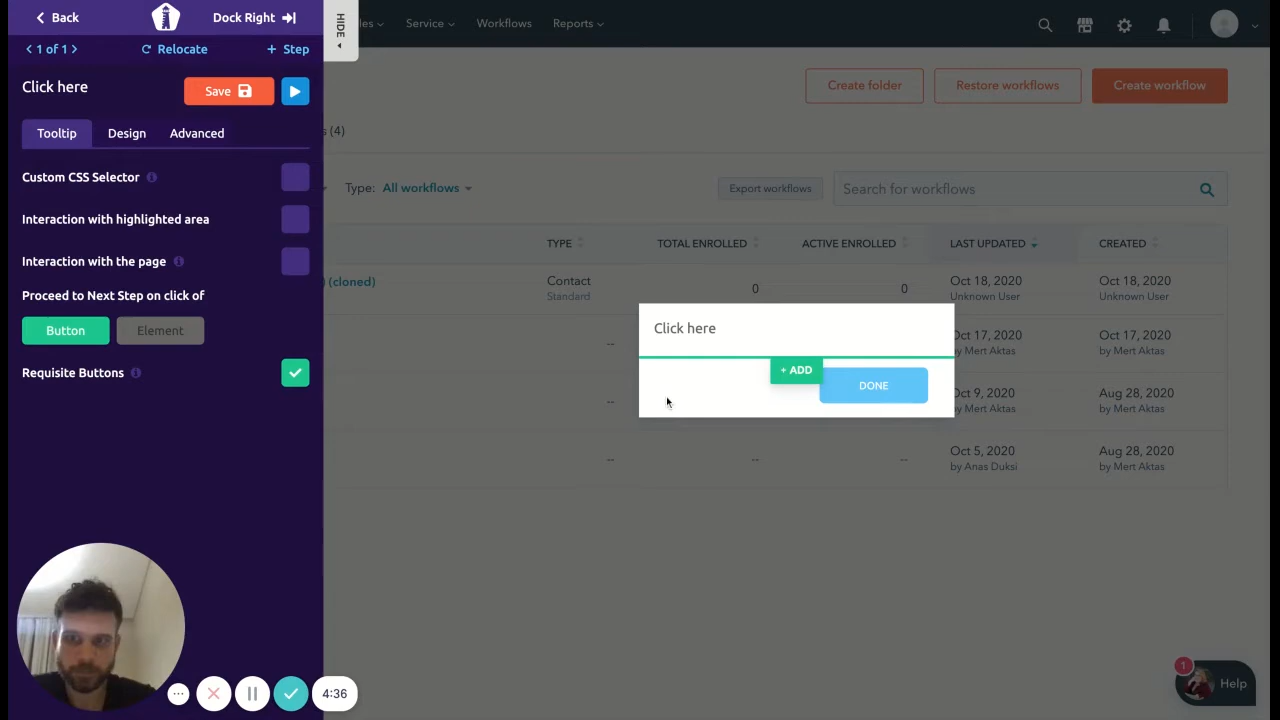 Back
Dock Right
HIDE
1 of 1
Relocate
+ Step
Click here
Save
Tooltip
Design
Advanced
Custom CSS Selector
Interaction with highlighted area
Interaction with the page
Proceed to Next Step on click of
Button
Element
Requisite Buttons
4:36
les
Service
Workflows
Reports
Create folder
Restore workflows
Create workflow
s (4)
Type: All workflows
Export workflows
Search for workflows
TYPE
TOTAL ENROLLED
ACTIVE ENROLLED
LAST UPDATED
CREATED
) (cloned)
Contact
Standard
0
0
Oct 18, 2020
Unknown User
Oct 18, 2020
Unknown User
--
Oct 17, 2020
by Mert Aktas
Oct 17, 2020
by Mert Aktas
--
Oct 9, 2020
by Mert Aktas
Aug 28, 2020
by Mert Aktas
--
--
--
Oct 5, 2020
by Anas Duksi
Aug 28, 2020
by Mert Aktas
Click here
+ ADD
DONE
1
Help